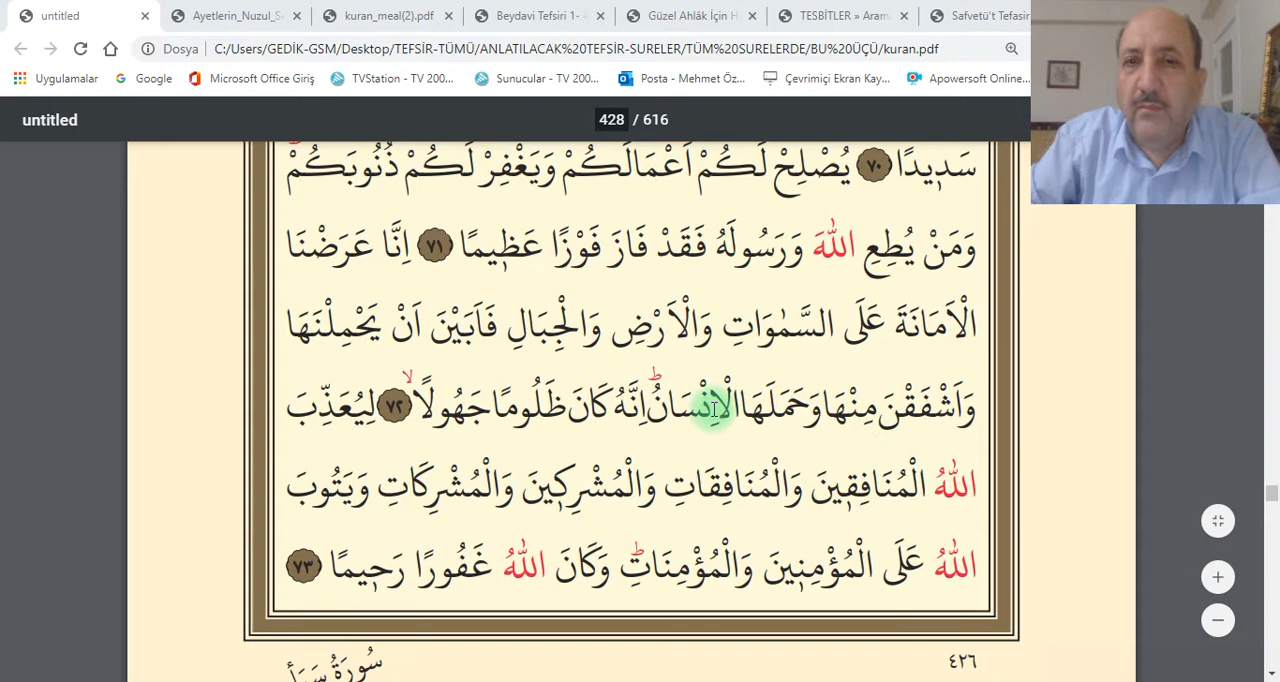 untitled
Ayetlerin_Nuzul_S
kuran_meal(2).pdf
Beydavi Tefsiri 1- 4
Güzel Ahlâk İçin H
TESBİTLER » Aram
Safvetü't Tefasir
Dosya
C:/Users/GEDİK-GSM/Desktop/TEFSİR-TÜMÜ/ANLATILACAK%20TEFSİR-SURELER/TÜM%20SURELERDE/BU%20ÜÇÜ/kuran.pdf
Uygulamalar
Google
Microsoft Office Giriş
TVStation - TV 200...
Sunucular - TV 200...
Posta - Mehmet Öz...
Çevrimiçi Ekran Kay...
Apowersoft Online...
untitled
428 / 616
سَد۪يدًا ٧٠ يُصْلِحْ لَكُمْ اَعْمَالَكُمْ وَيَغْفِرْ لَكُمْ ذُنُوبَكُمْ
وَمَنْ يُطِعِ اللّٰهَ وَرَسُولَهُ فَقَدْ فَازَ فَوْزًا عَظ۪يمًا ٧١ اِنَّا عَرَضْنَا
الْاَمَانَةَ عَلَى السَّمٰوَاتِ وَالْاَرْضِ وَالْجِبَالِ فَاَبَيْنَ اَنْ يَحْمِلْنَهَا
وَاَشْفَقْنَ مِنْهَا وَحَمَلَهَا الْاِنْسَانُۜ اِنَّهُ كَانَ ظَلُومًا جَهُولًاۙ ٧٢ لِيُعَذِّبَ
اللّٰهُ الْمُنَافِق۪ينَ وَالْمُنَافِقَاتِ وَالْمُشْرِك۪ينَ وَالْمُشْرِكَاتِ وَيَتُوبَ
اللّٰهُ عَلَى الْمُؤْمِن۪ينَ وَالْمُؤْمِنَاتِۜ وَكَانَ اللّٰهُ غَفُورًا رَح۪يمًا ٧٣
٤٢٦
سُورَةُ سَبَأ